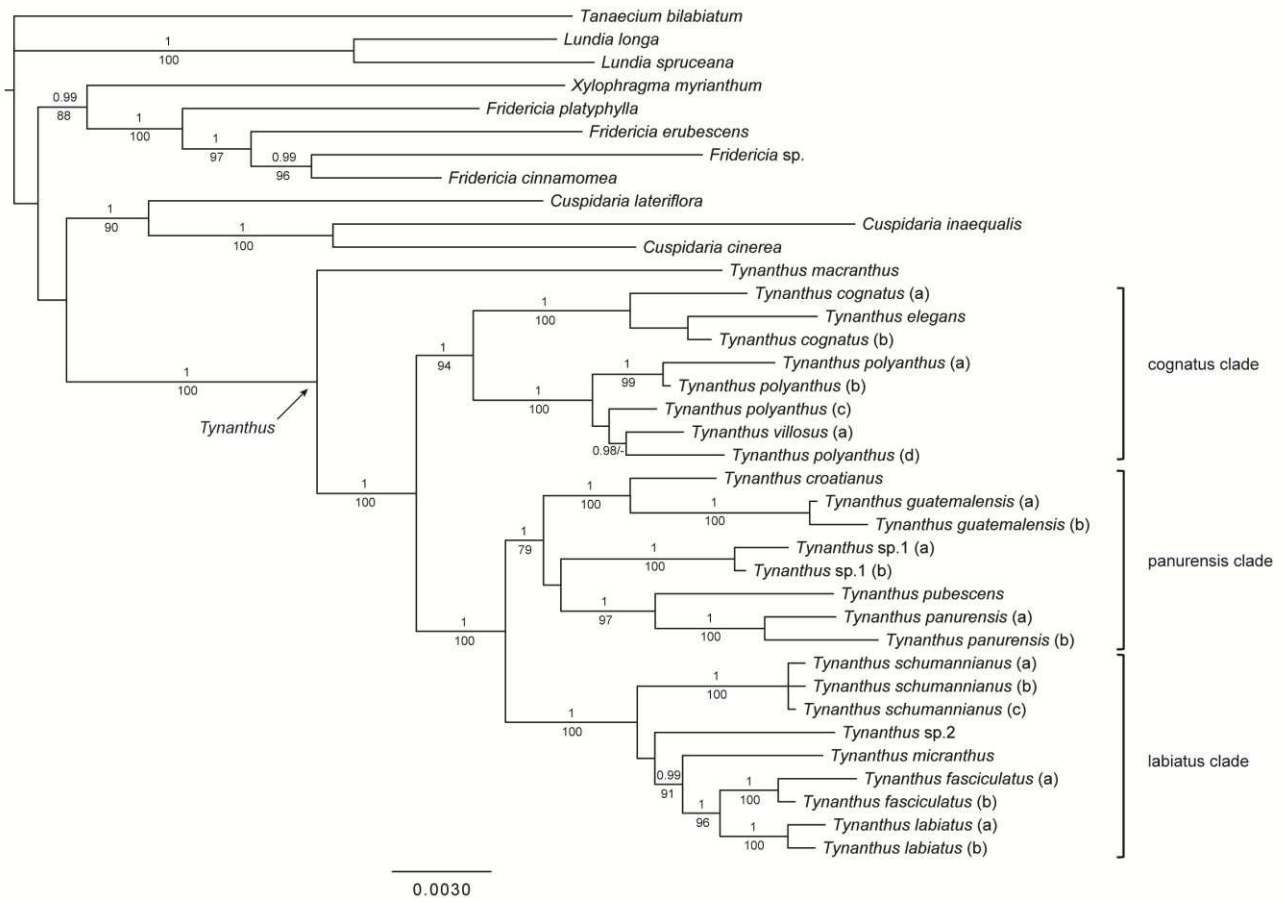 Tanaecium bilabiatum
1
100
Lundia longa
Lundia spruceana
0.99
88
Xylophragma myrianthum
1
100
Fridericia platyphylla
1
97
Fridericia erubescens
0.99
96
Fridericia sp.
Fridericia cinnamomea
1
90
Cuspidaria lateriflora
1
100
Cuspidaria inaequalis
Cuspidaria cinerea
1
100
Tynanthus
Tynanthus macranthus
1
100
1
94
1
100
Tynanthus cognatus (a)
Tynanthus elegans
Tynanthus cognatus (b)
1
100
1
99
Tynanthus polyanthus (a)
Tynanthus polyanthus (b)
Tynanthus polyanthus (c)
Tynanthus villosus (a)
0.98/-
Tynanthus polyanthus (d)
cognatus clade
1
100
1
79
1
100
Tynanthus croatianus
1
100
Tynanthus guatemalensis (a)
Tynanthus guatemalensis (b)
1
100
Tynanthus sp.1 (a)
Tynanthus sp.1 (b)
1
97
Tynanthus pubescens
1
100
Tynanthus panurensis (a)
Tynanthus panurensis (b)
panurensis clade
1
100
1
100
Tynanthus schumannianus (a)
Tynanthus schumannianus (b)
Tynanthus schumannianus (c)
Tynanthus sp.2
0.99
91
Tynanthus micranthus
1
96
1
100
Tynanthus fasciculatus (a)
Tynanthus fasciculatus (b)
1
100
Tynanthus labiatus (a)
Tynanthus labiatus (b)
labiatus clade
0.0030